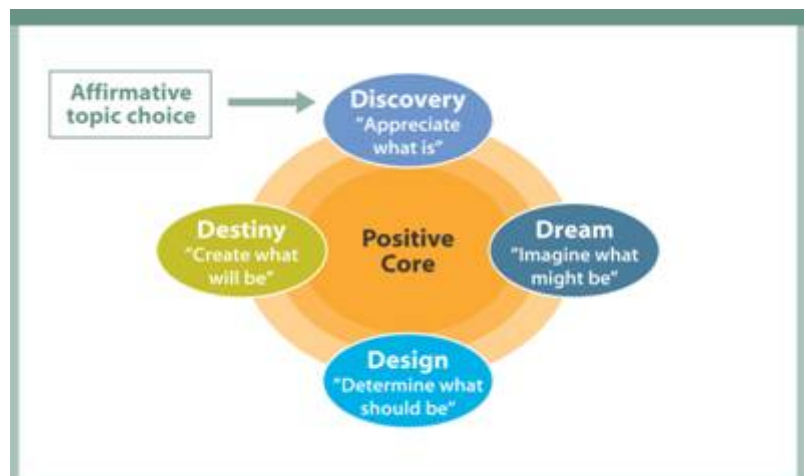 Affirmative
topic choice
Discovery
"Appreciate
what is"
Destiny
"Create what
will be"
Positive
Core
Dream
"Imagine what
might be"
Design
"Determine what
should be"